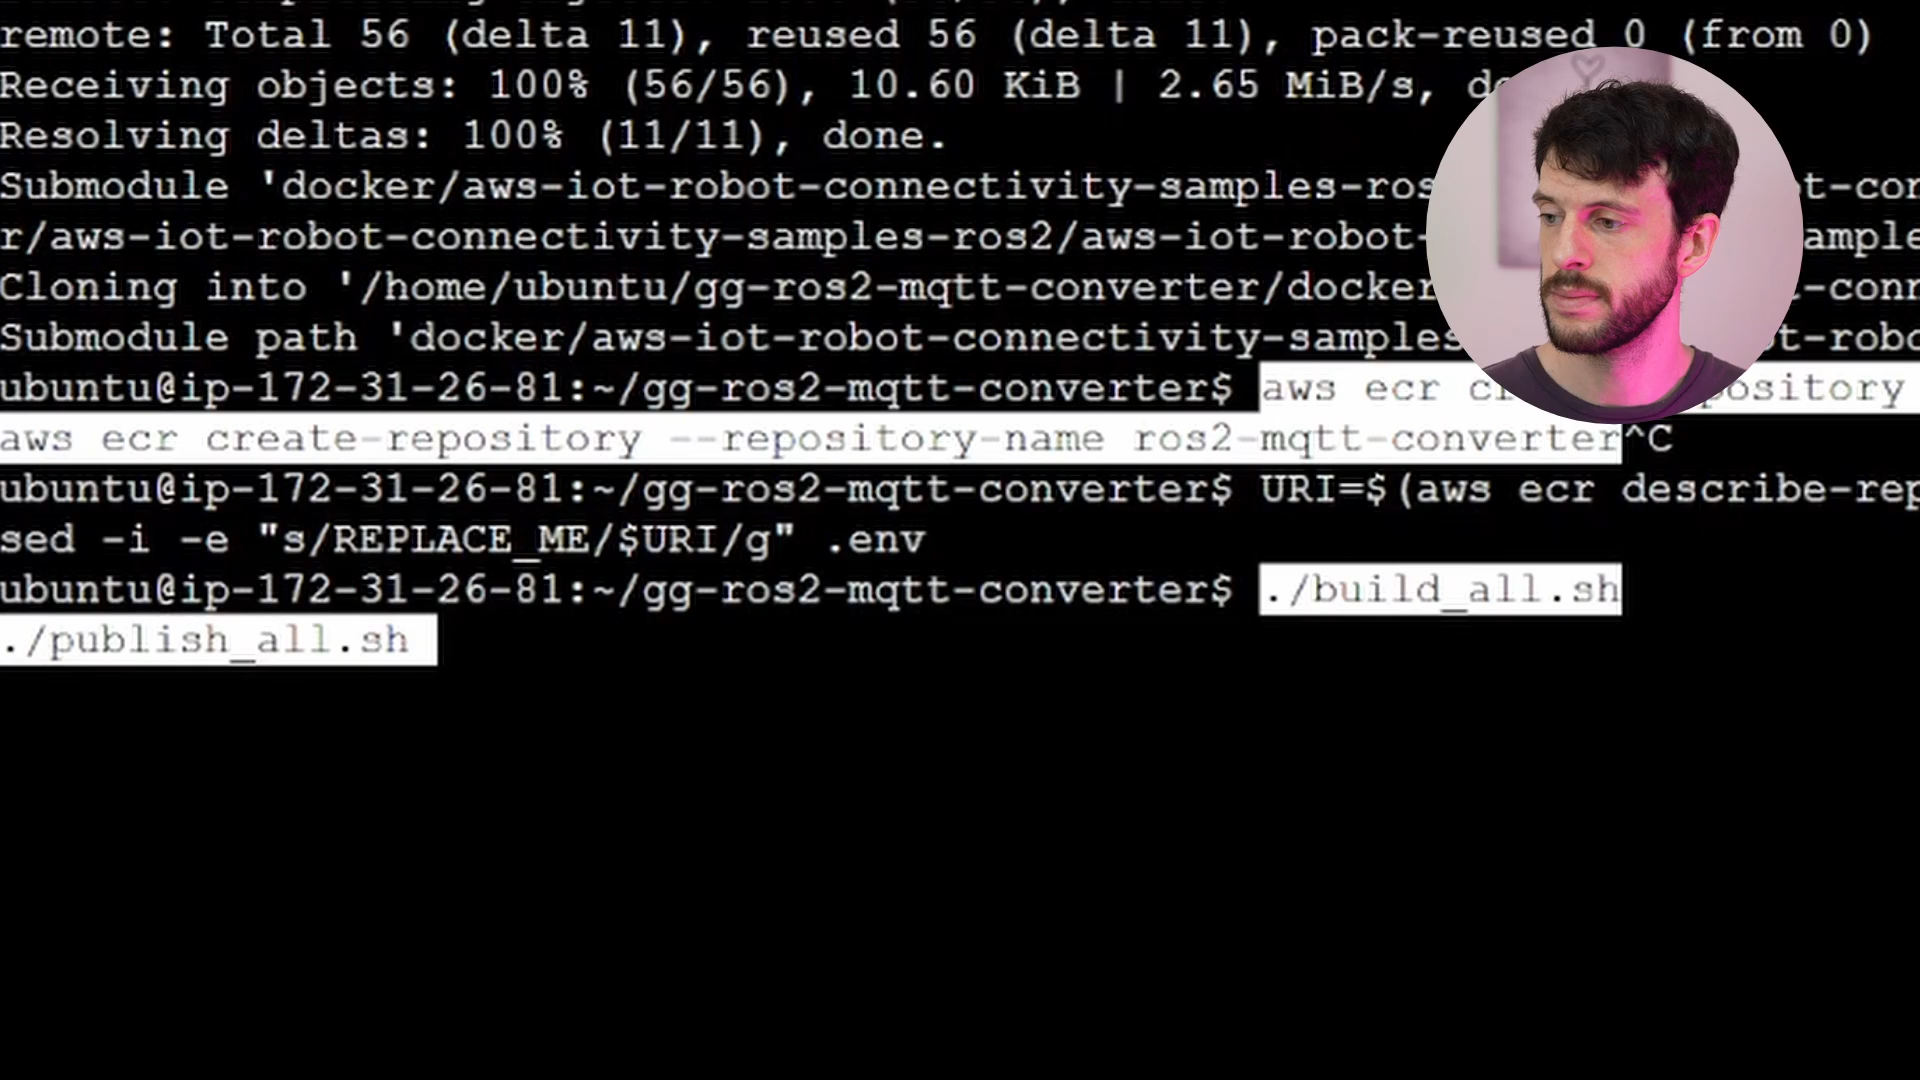 remote: Total 56 (delta 11), reused 56 (delta 11), pack-reused 0 (from 0)
Receiving objects: 100% (56/56), 10.60 KiB | 2.65 MiB/s,
Resolving deltas: 100% (11/11), done.
Submodule 'docker/aws-iot-robot-connectivity-samples-ros
r/aws-iot-robot-connectivity-samples-ros2/aws-iot-robot-
Cloning into '/home/ubuntu/gg-ros2-mqtt-converter/docker
Submodule path 'docker/aws-iot-robot-connectivity-samples
ubuntu@ip-172-31-26-81:~/gg-ros2-mqtt-converter$ aws ecr
aws ecr create-repository --repository-name ros2-mqtt-converter^C
ubuntu@ip-172-31-26-81:~/gg-ros2-mqtt-converter$ URI=$(aws ecr describe-rep
sed -i -e "s/REPLACE_ME/$URI/g" .env
ubuntu@ip-172-31-26-81:~/gg-ros2-mqtt-converter$ ./build_all.sh
./publish_all.sh